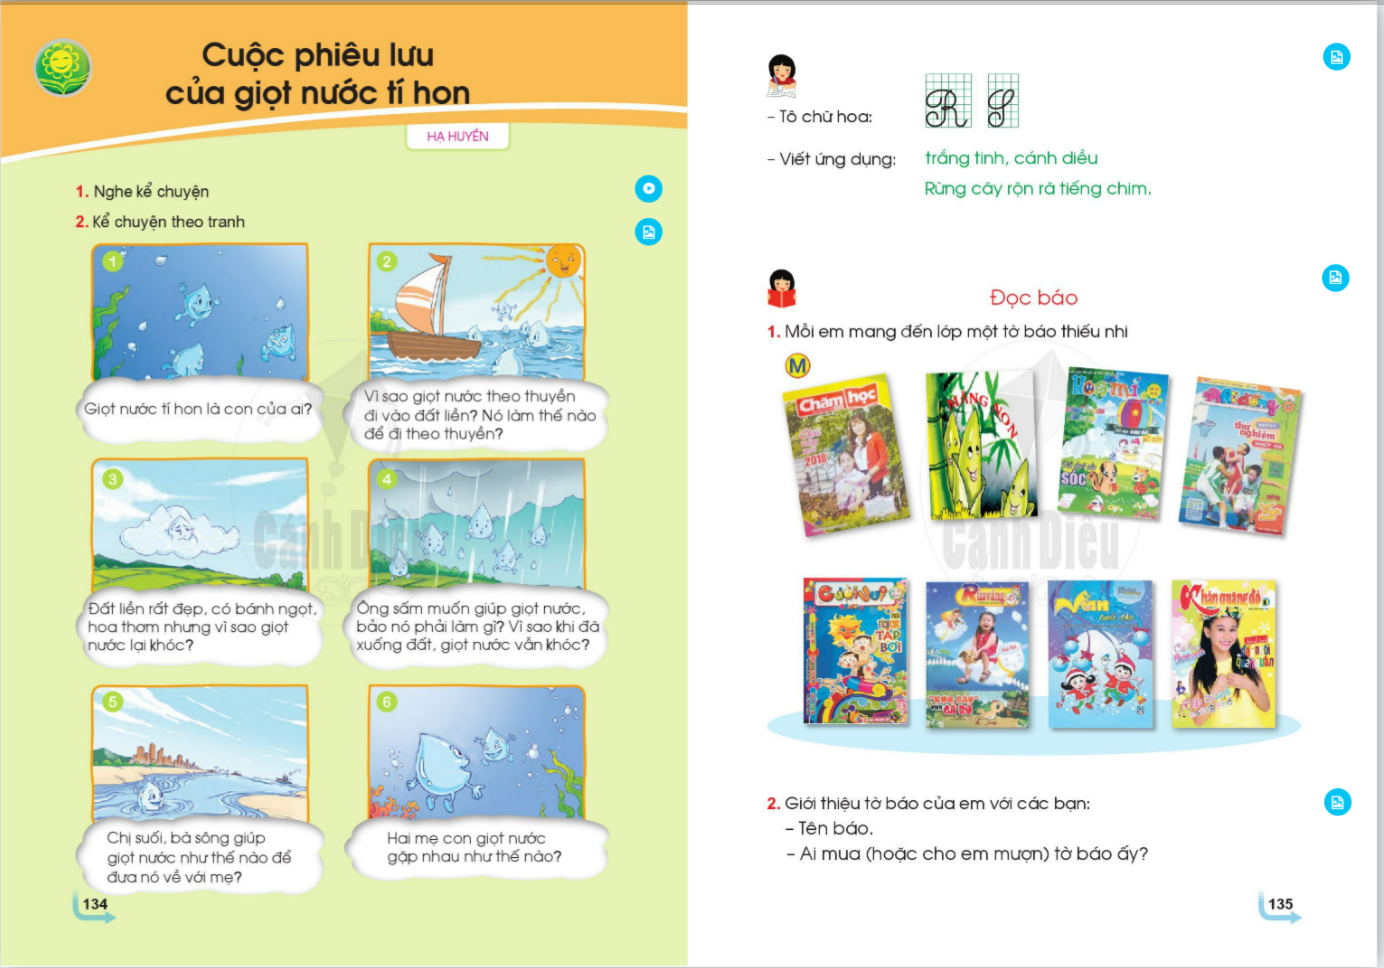 Cuộc phiêu lưu
của giọt nước tí hon
HẠ HUYỀN
1. Nghe kể chuyện
2. Kể chuyện theo tranh
1
Giọt nước tí hon là con của ai?
2
Vì sao giọt nước theo thuyền
đi vào đất liền? Nó làm thế nào
để đi theo thuyền?
3
Đất liền rất đẹp, có bánh ngọt,
hoa thơm nhưng vì sao giọt
nước lại khóc?
4
Ông sấm muốn giúp giọt nước,
bảo nó phải làm gì? Vì sao khi đã
xuống đất, giọt nước vẫn khóc?
5
Chị suối, bà sông giúp
giọt nước như thế nào để
đưa nó về với mẹ?
6
Hai mẹ con giọt nước
gặp nhau như thế nào?
134
Cánh Diều
– Tô chữ hoa:
R S
– Viết ứng dụng:
trắng tinh, cánh diều
Rừng cây rộn rã tiếng chim.
Đọc báo
1. Mỗi em mang đến lớp một tờ báo thiếu nhi
M
Chăm học
2018
MĂNG NON
Hoạ mi
SÓC
Nhi đồng
thử
nghiệm
Cánh Diều
Rùa vàng
Khăn quàng đỏ
2. Giới thiệu tờ báo của em với các bạn:
– Tên báo.
– Ai mua (hoặc cho em mượn) tờ báo ấy?
135